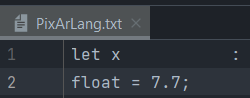 PixArLang.txt
1 let x :
2 float = 7.7;